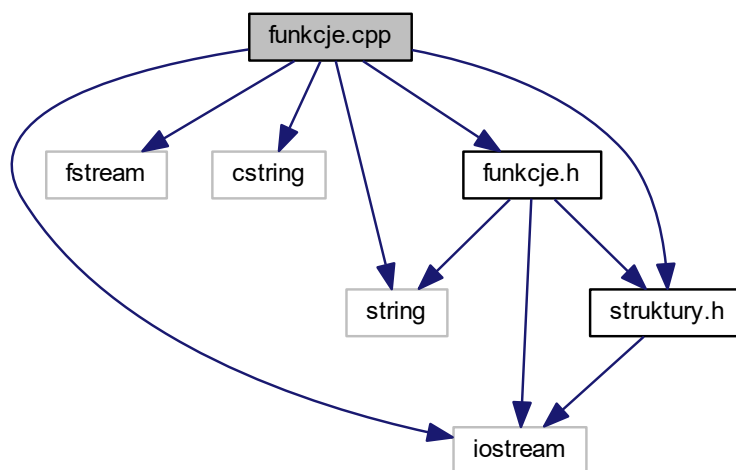 funkcje.cpp
fstream
cstring
funkcje.h
string
struktury.h
iostream